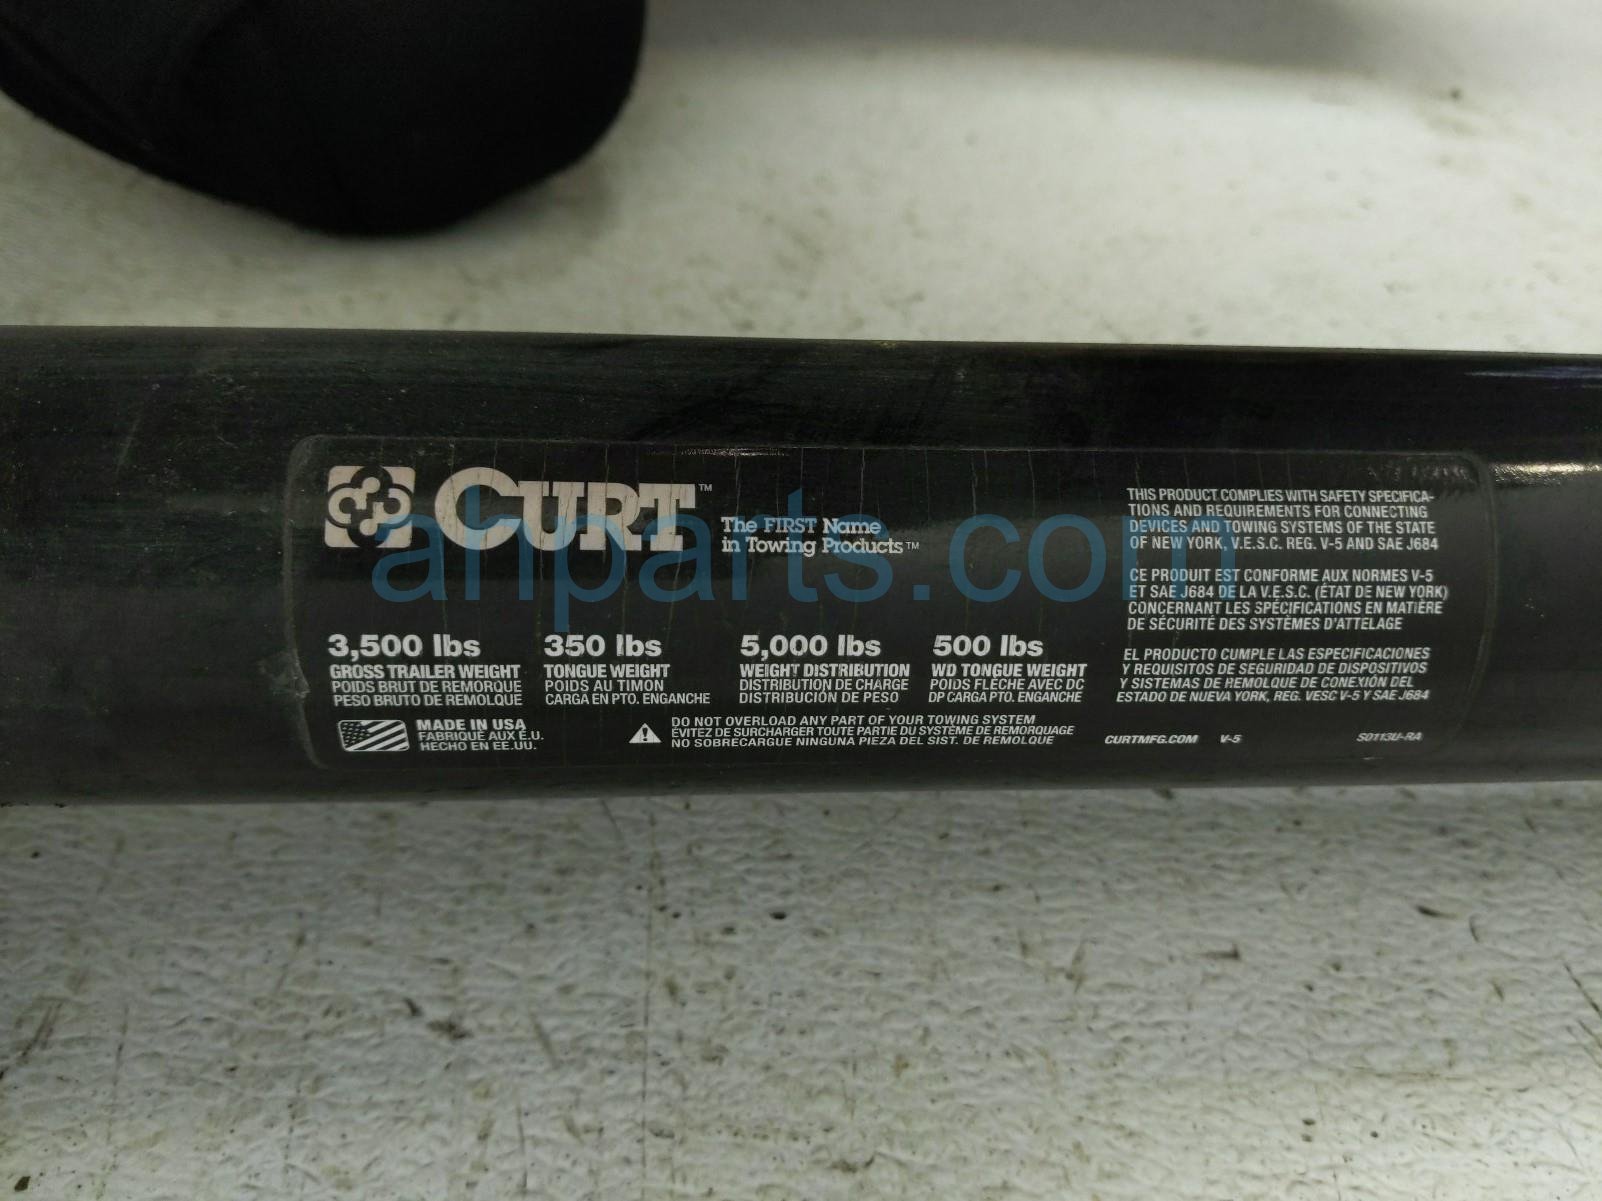 CURT™
The FIRST Name
in Towing Products™
3,500 lbs
GROSS TRAILER WEIGHT
POIDS BRUT DE REMORQUE
PESO BRUTO DE REMOLQUE
350 lbs
TONGUE WEIGHT
POIDS AU TIMON
CARGA EN PTO. ENGANCHE
5,000 lbs
WEIGHT DISTRIBUTION
DISTRIBUTION DE CHARGE
DISTRIBUCIÓN DE PESO
500 lbs
WD TONGUE WEIGHT
POIDS FLÈCHE AVEC DC
DP CARGA PTO. ENGANCHE
MADE IN USA
FABRIQUÉ AUX É.U.
HECHO EN EE.UU.
DO NOT OVERLOAD ANY PART OF YOUR TOWING SYSTEM
ÉVITEZ DE SURCHARGER TOUTE PARTIE DU SYSTÈME DE REMORQUAGE
NO SOBRECARGUE NINGUNA PIEZA DEL SIST. DE REMOLQUE
THIS PRODUCT COMPLIES WITH SAFETY SPECIFICA-
TIONS AND REQUIREMENTS FOR CONNECTING
DEVICES AND TOWING SYSTEMS OF THE STATE
OF NEW YORK, V.E.S.C. REG. V-5 AND SAE J684
CE PRODUIT EST CONFORME AUX NORMES V-5
ET SAE J684 DE LA V.E.S.C. (ÉTAT DE NEW YORK)
CONCERNANT LES SPÉCIFICATIONS EN MATIÈRE
DE SÉCURITÉ DES SYSTÈMES D'ATTELAGE
EL PRODUCTO CUMPLE LAS ESPECIFICACIONES
Y REQUISITOS DE SEGURIDAD DE DISPOSITIVOS
Y SISTEMAS DE REMOLQUE DE CONEXIÓN DEL
ESTADO DE NUEVA YORK, REG. VESC V-5 Y SAE J684
CURTMFG.COM V-5 S0113U-RA
ahparts.com